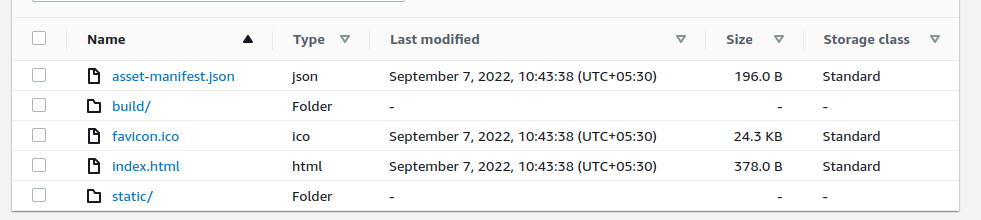 Name Type Last modified Size Storage class
asset-manifest.json json September 7, 2022, 10:43:38 (UTC+05:30) 196.0 B Standard
build/ Folder - - -
favicon.ico ico September 7, 2022, 10:43:38 (UTC+05:30) 24.3 KB Standard
index.html html September 7, 2022, 10:43:38 (UTC+05:30) 378.0 B Standard
static/ Folder - - -